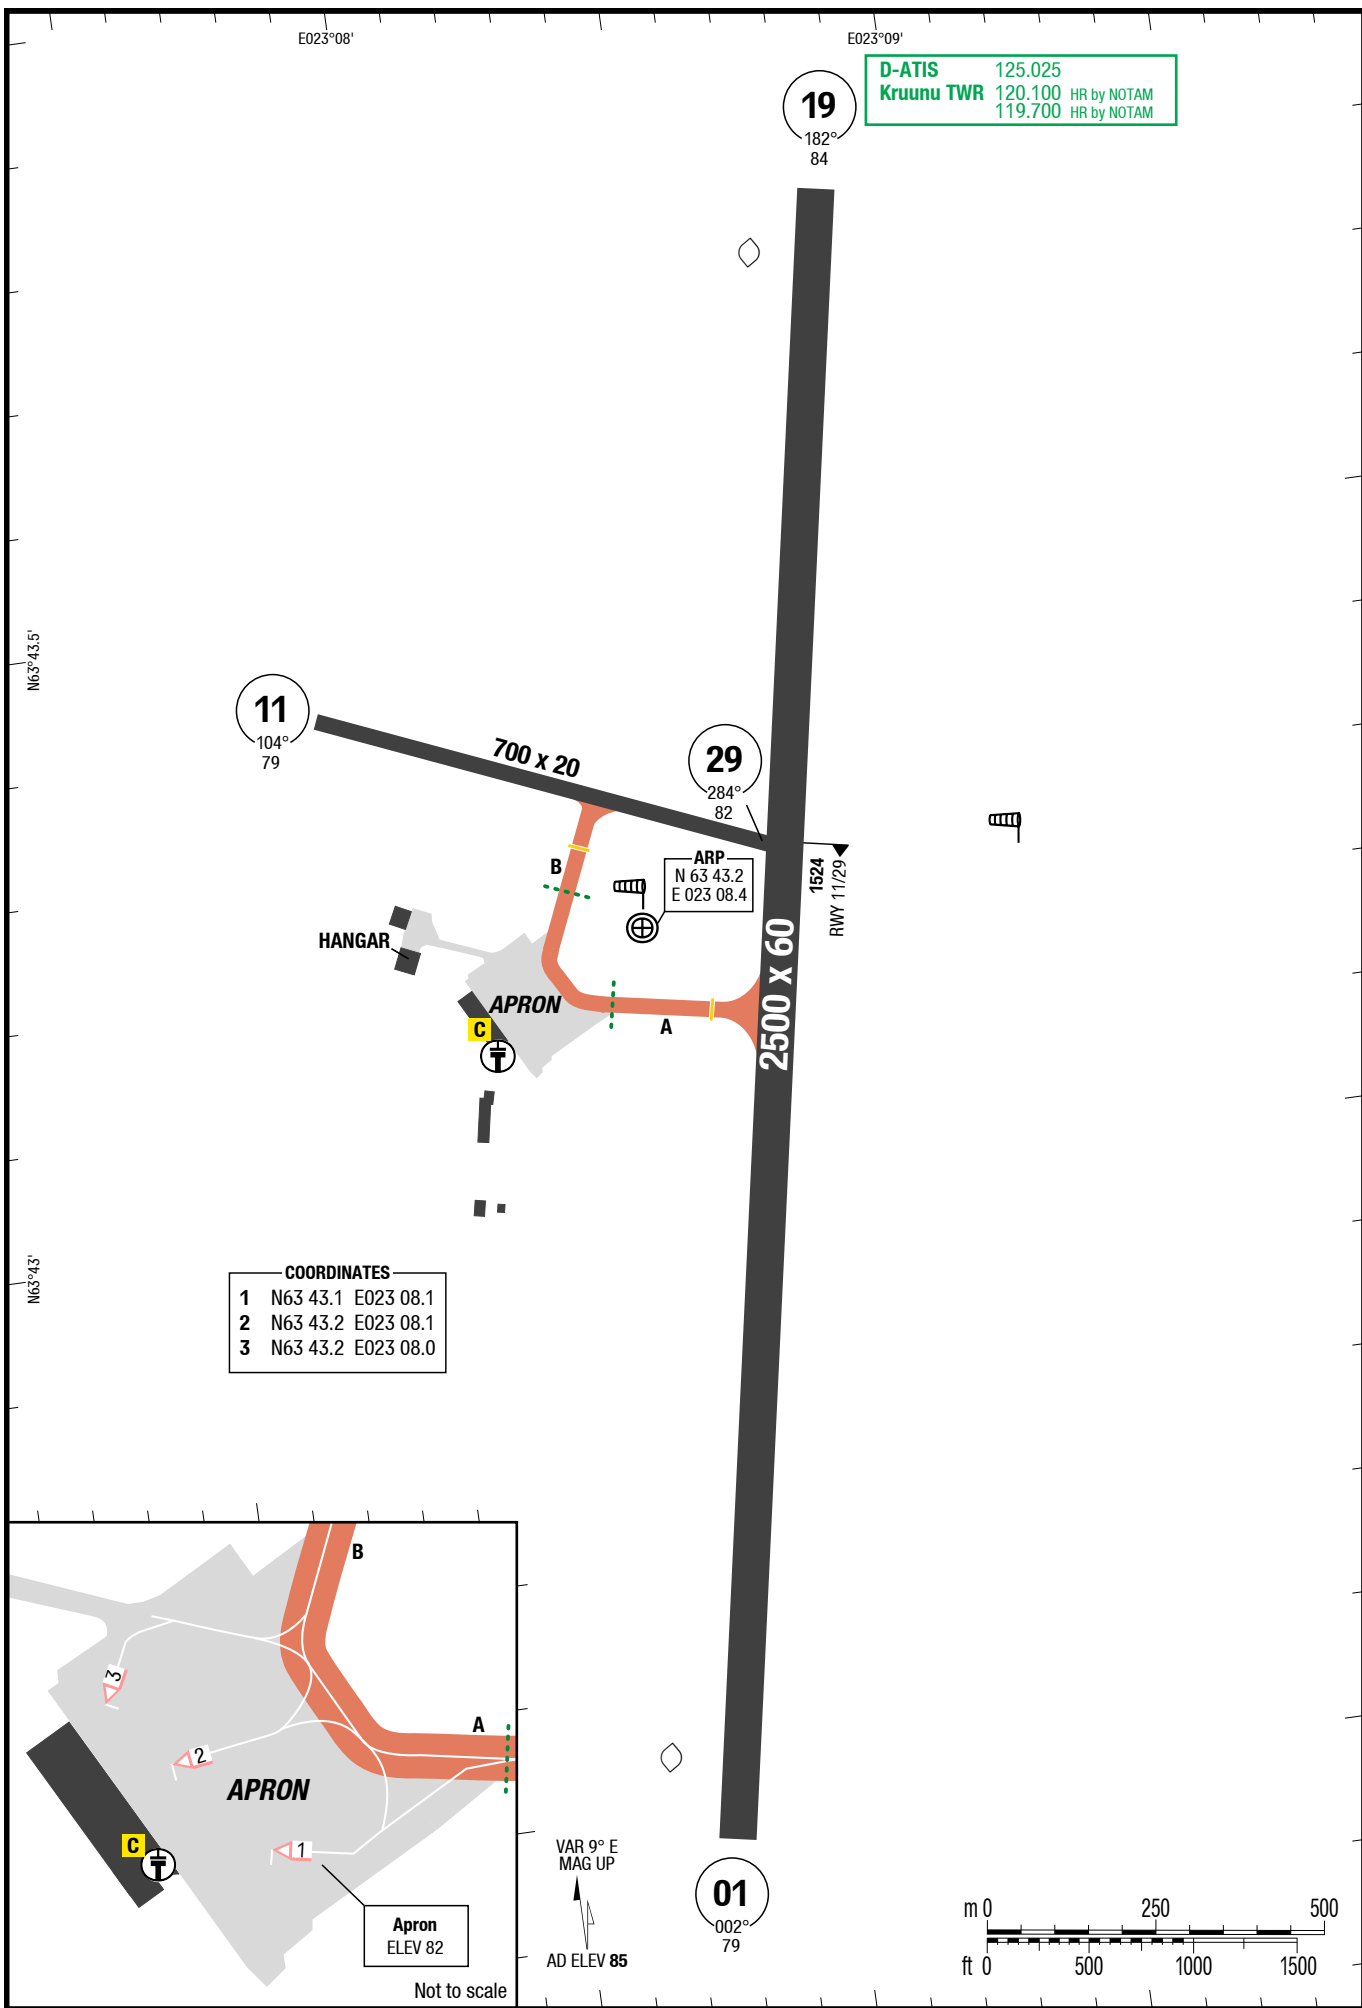 E023°08'
E023°09'
D-ATIS 125.025
Kruunu TWR 120.100 HR by NOTAM
119.700 HR by NOTAM
19
182°
84
N63°43.5'
11
104°
79
700 x 20
29
284°
82
ARP
N 63 43.2
E 023 08.4
1524
RWY 11/29
B
HANGAR
APRON
C
A
2500 x 60
N63°43'
COORDINATES
1 N63 43.1 E023 08.1
2 N63 43.2 E023 08.1
3 N63 43.2 E023 08.0
B
3
2
A
APRON
C
1
Apron
ELEV 82
Not to scale
VAR 9° E
MAG UP
AD ELEV 85
01
002°
79
m 0 250 500
ft 0 500 1000 1500